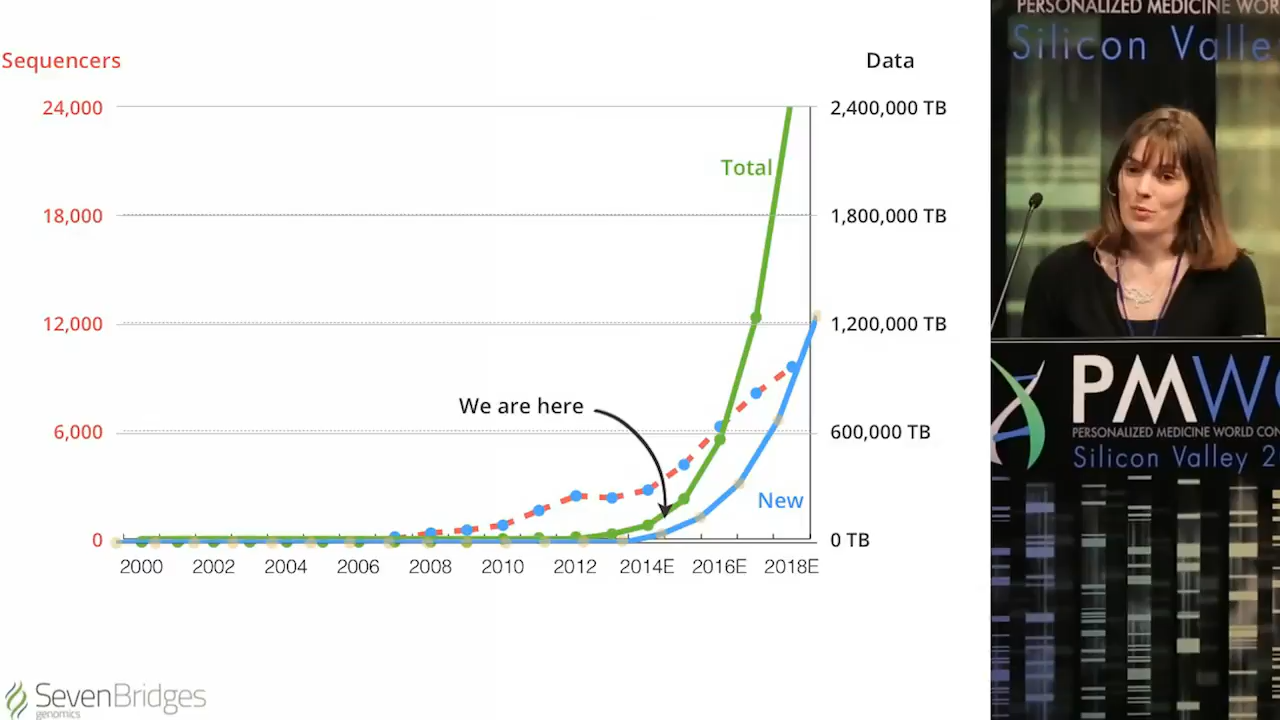 Sequencers
Data
24,000
2,400,000 TB
Total
18,000
1,800,000 TB
12,000
1,200,000 TB
We are here
6,000
600,000 TB
New
0
0 TB
2000 2002 2004 2006 2008 2010 2012 2014E 2016E 2018E
SevenBridges
genomics
PERSONALIZED MEDICINE WOR
Silicon Valle
PMWC
PERSONALIZED MEDICINE WORLD CON
Silicon Valley 2